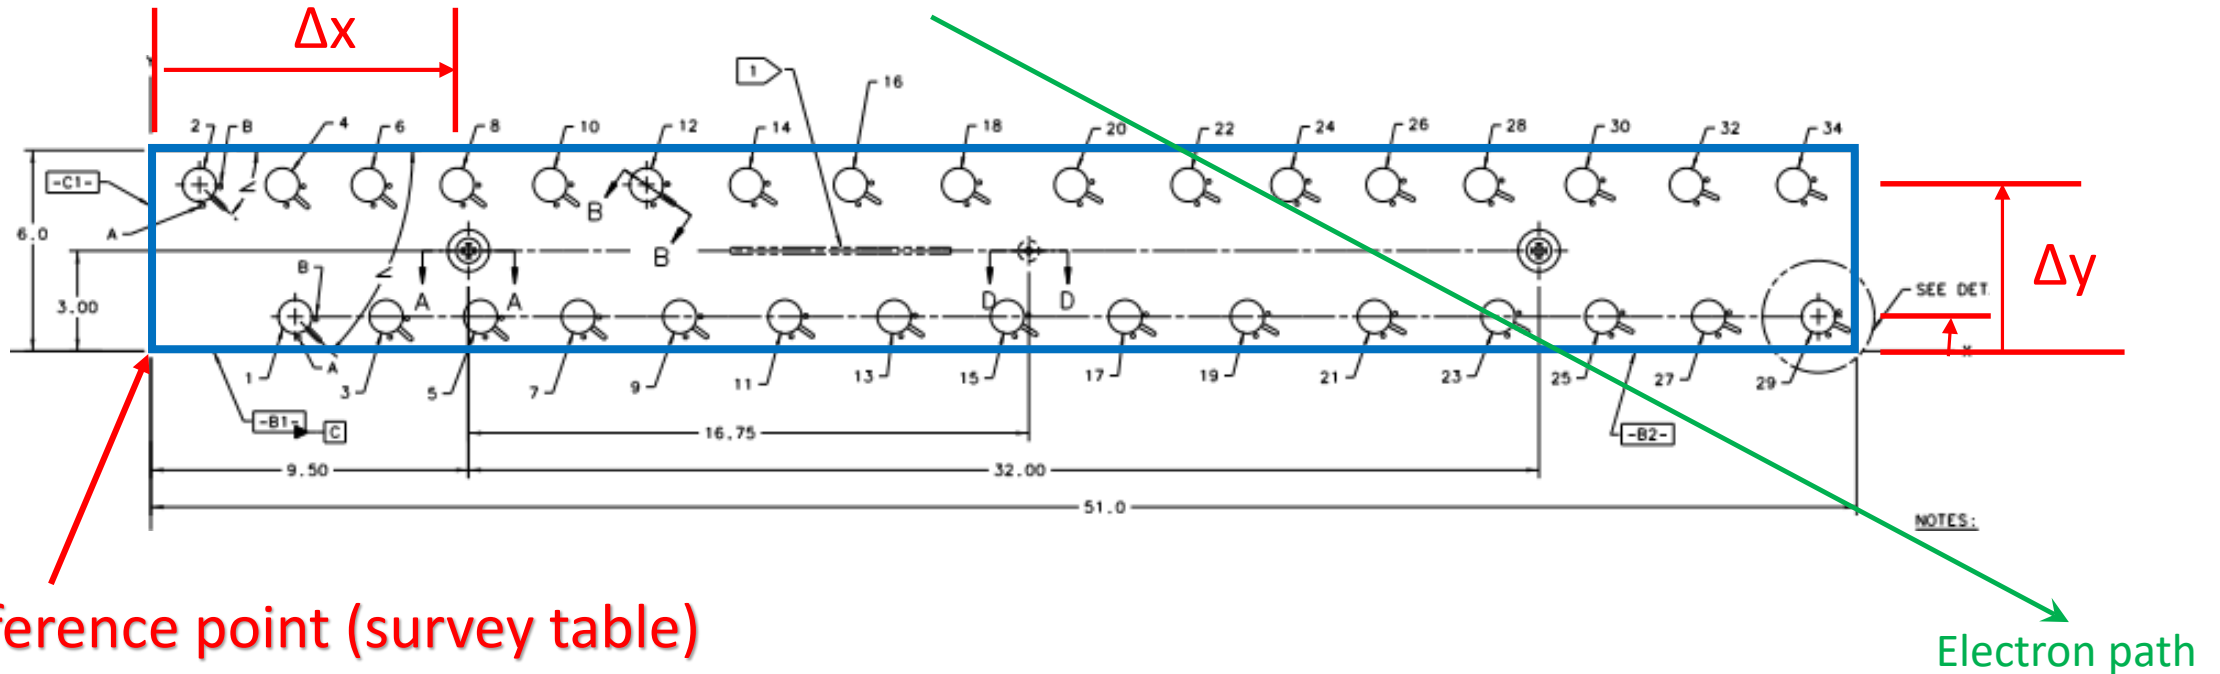 Δx
1
16
2 B 4 6 8 10 12 14 18 20 22 24 26 28 30 32 34
-C1-
6.0
A
B
B
3.00
B
A A
D D
Δy
SEE DET.
x
1 A 3 5 7 9 11 13 15 17 19 21 23 25 27 29
-B1- C
16.75
-B2-
9.50
32.00
51.0
NOTES:
ference point (survey table)
Electron path